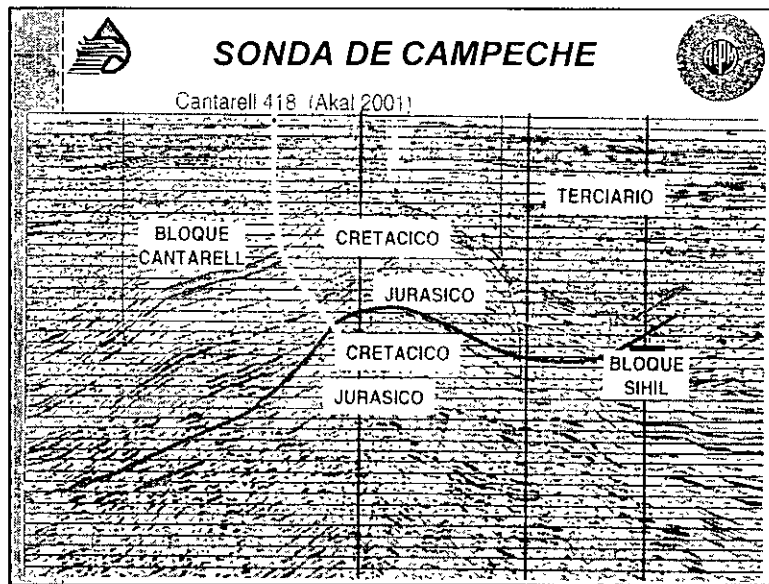 SONDA DE CAMPECHE
Cantarell 418 (Akal 2001)
TERCIARIO
BLOQUE
CANTARELL
CRETACICO
JURASICO
CRETACICO
BLOQUE
SIHIL
JURASICO